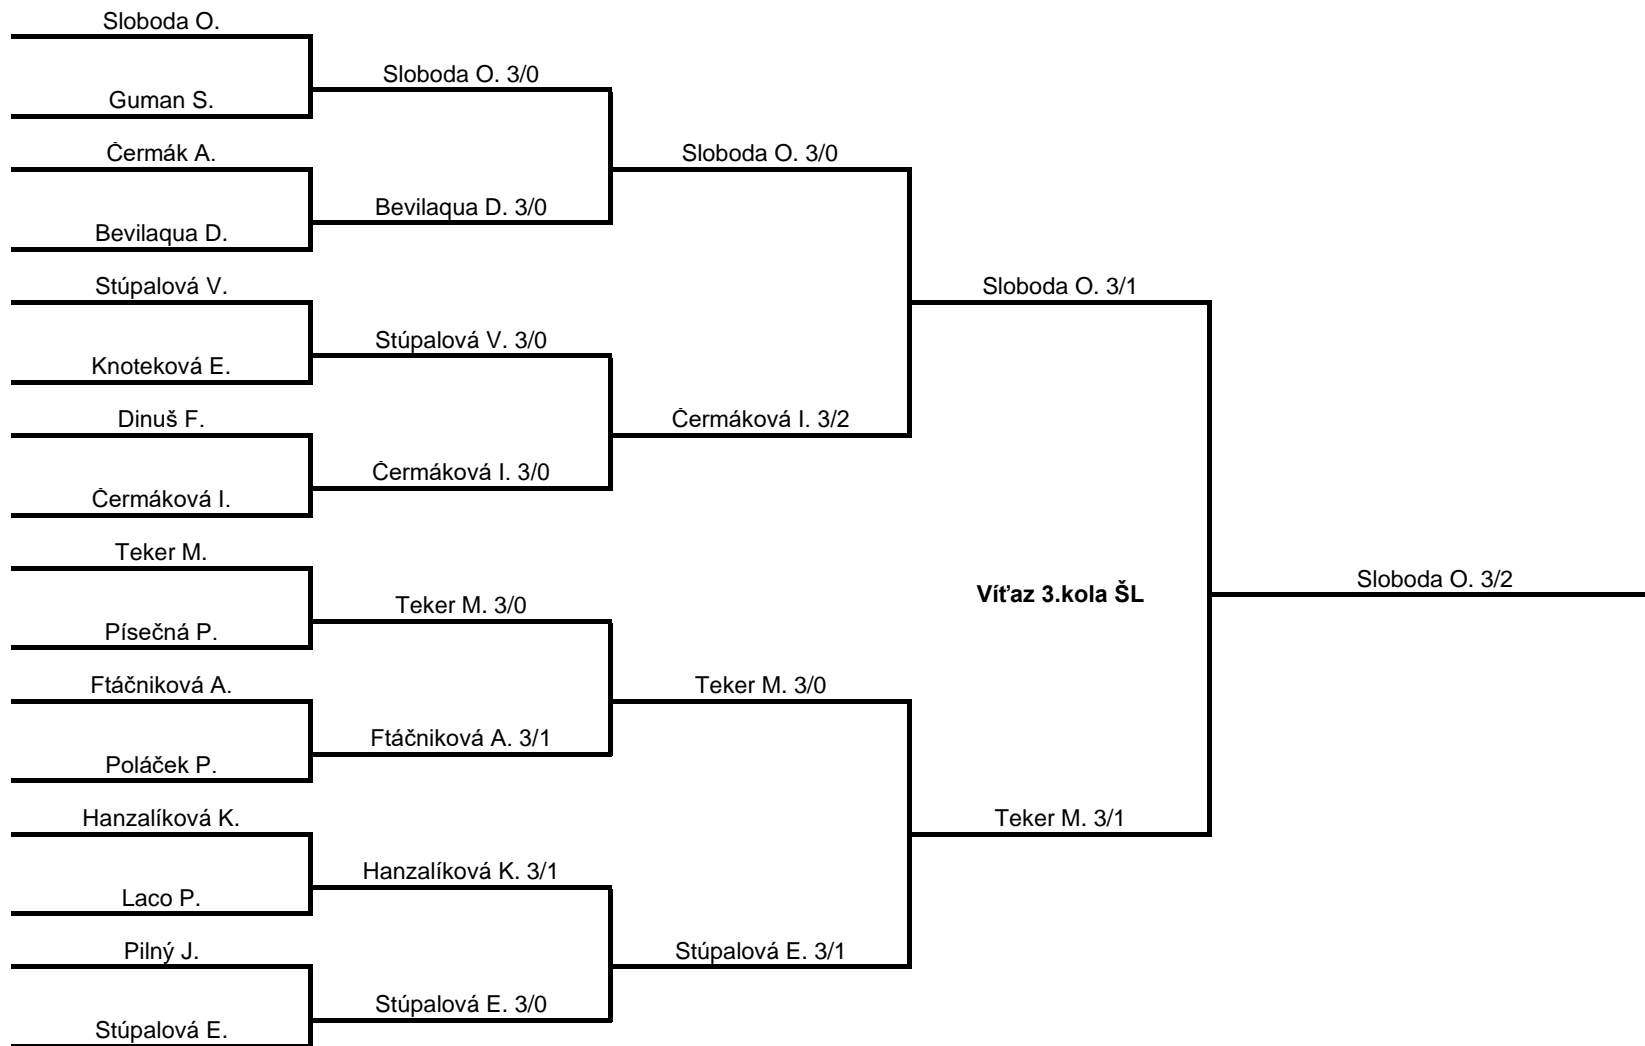 Sloboda O.
Sloboda O. 3/0
Guman S.
Čermák A.
Sloboda O. 3/0
Bevilaqua D. 3/0
Bevilaqua D.
Stúpalová V.
Sloboda O. 3/1
Stúpalová V. 3/0
Knoteková E.
Dinuš F.
Čermáková I. 3/2
Čermáková I. 3/0
Čermáková I.
Teker M.
Víťaz 3.kola ŠL
Sloboda O. 3/2
Teker M. 3/0
Písečná P.
Ftáčniková A.
Teker M. 3/0
Ftáčniková A. 3/1
Poláček P.
Hanzalíková K.
Teker M. 3/1
Hanzalíková K. 3/1
Laco P.
Pilný J.
Stúpalová E. 3/1
Stúpalová E. 3/0
Stúpalová E.